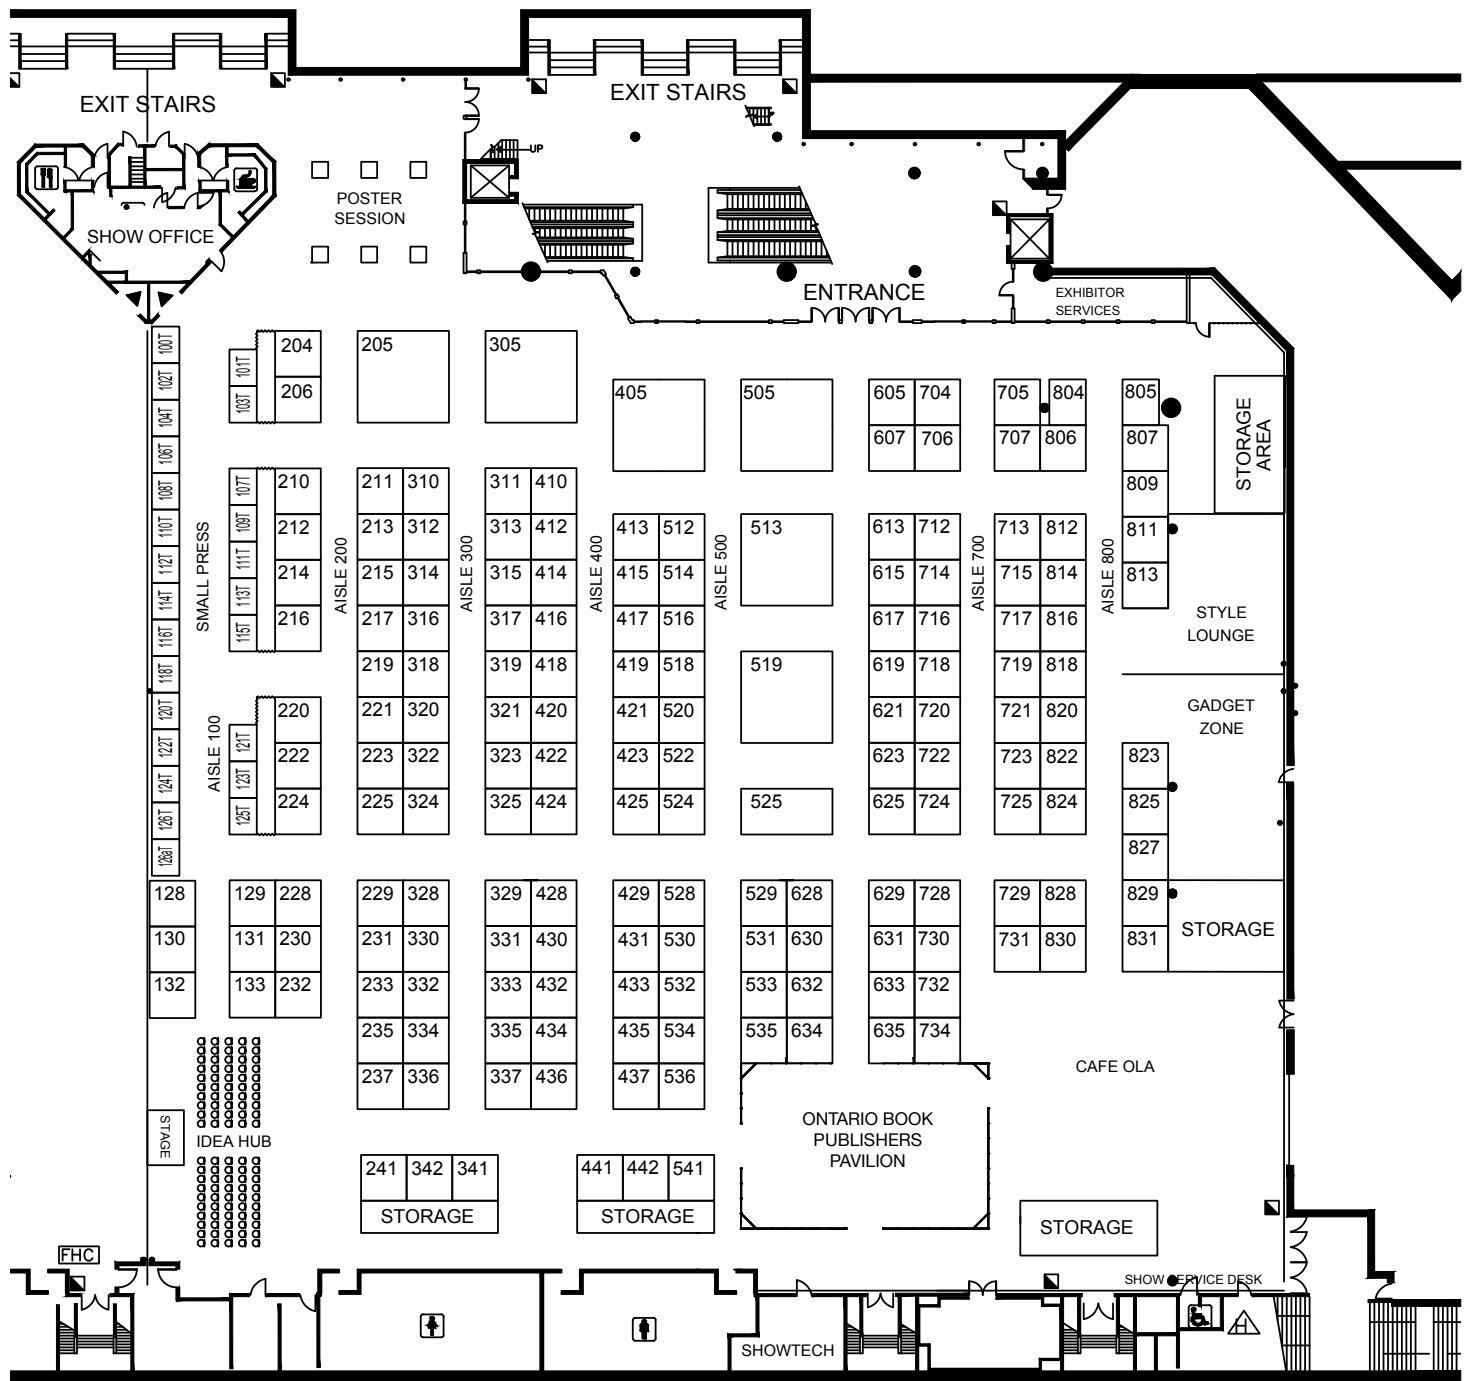 EXIT STAIRS
EXIT STAIRS
UP
POSTER
SESSION
SHOW OFFICE
ENTRANCE
EXHIBITOR
SERVICES
100T
102T
104T
106T
108T
110T
112T
114T
116T
118T
120T
122T
124T
126T
126aT
101T
103T
107T
109T
111T
113T
115T
121T
123T
125T
SMALL PRESS
AISLE 100
AISLE 200
AISLE 300
AISLE 400
AISLE 500
AISLE 700
AISLE 800
204 205 305
206
405 505 605 704 705 804 805
607 706 707 806 807
STORAGE
AREA
210 211 310 311 410 809
212 213 312 313 412 413 512 513 613 712 713 812 811
214 215 314 315 414 415 514 615 714 715 814 813
216 217 316 317 416 417 516 617 716 717 816
STYLE
LOUNGE
219 318 319 418 419 518 519 619 718 719 818
220 221 320 321 420 421 520 621 720 721 820
GADGET
ZONE
222 223 322 323 422 423 522 623 722 723 822 823
224 225 324 325 424 425 524 525 625 724 725 824 825
827
128 129 228 229 328 329 428 429 528 529 628 629 728 729 828 829
130 131 230 231 330 331 430 431 530 531 630 631 730 731 830 831
STORAGE
132 133 232 233 332 333 432 433 532 533 632 633 732
235 334 335 434 435 534 535 634 635 734
237 336 337 436 437 536
CAFE OLA
STAGE
IDEA HUB
ONTARIO BOOK
PUBLISHERS
PAVILION
241 342 341 441 442 541
STORAGE
STORAGE
STORAGE
FHC
SHOW SERVICE DESK
H
SHOWTECH